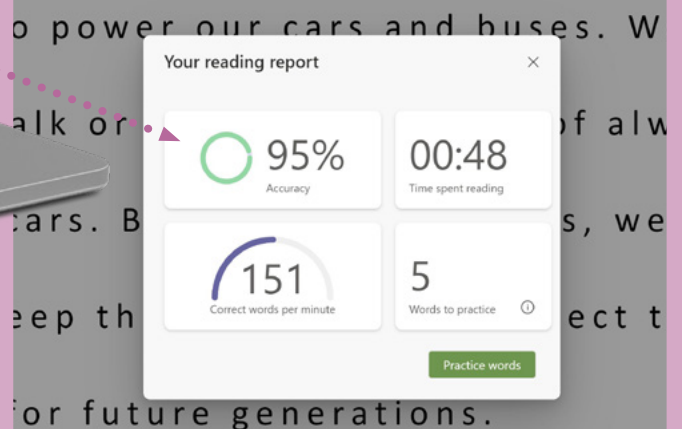 o power our cars and buses. W
Your reading report
alk or of alw
95%
Accuracy
00:48
Time spent reading
cars. B s, we
151
Correct words per minute
5
Words to practice
eep th ect t
Practice words
for future generations.